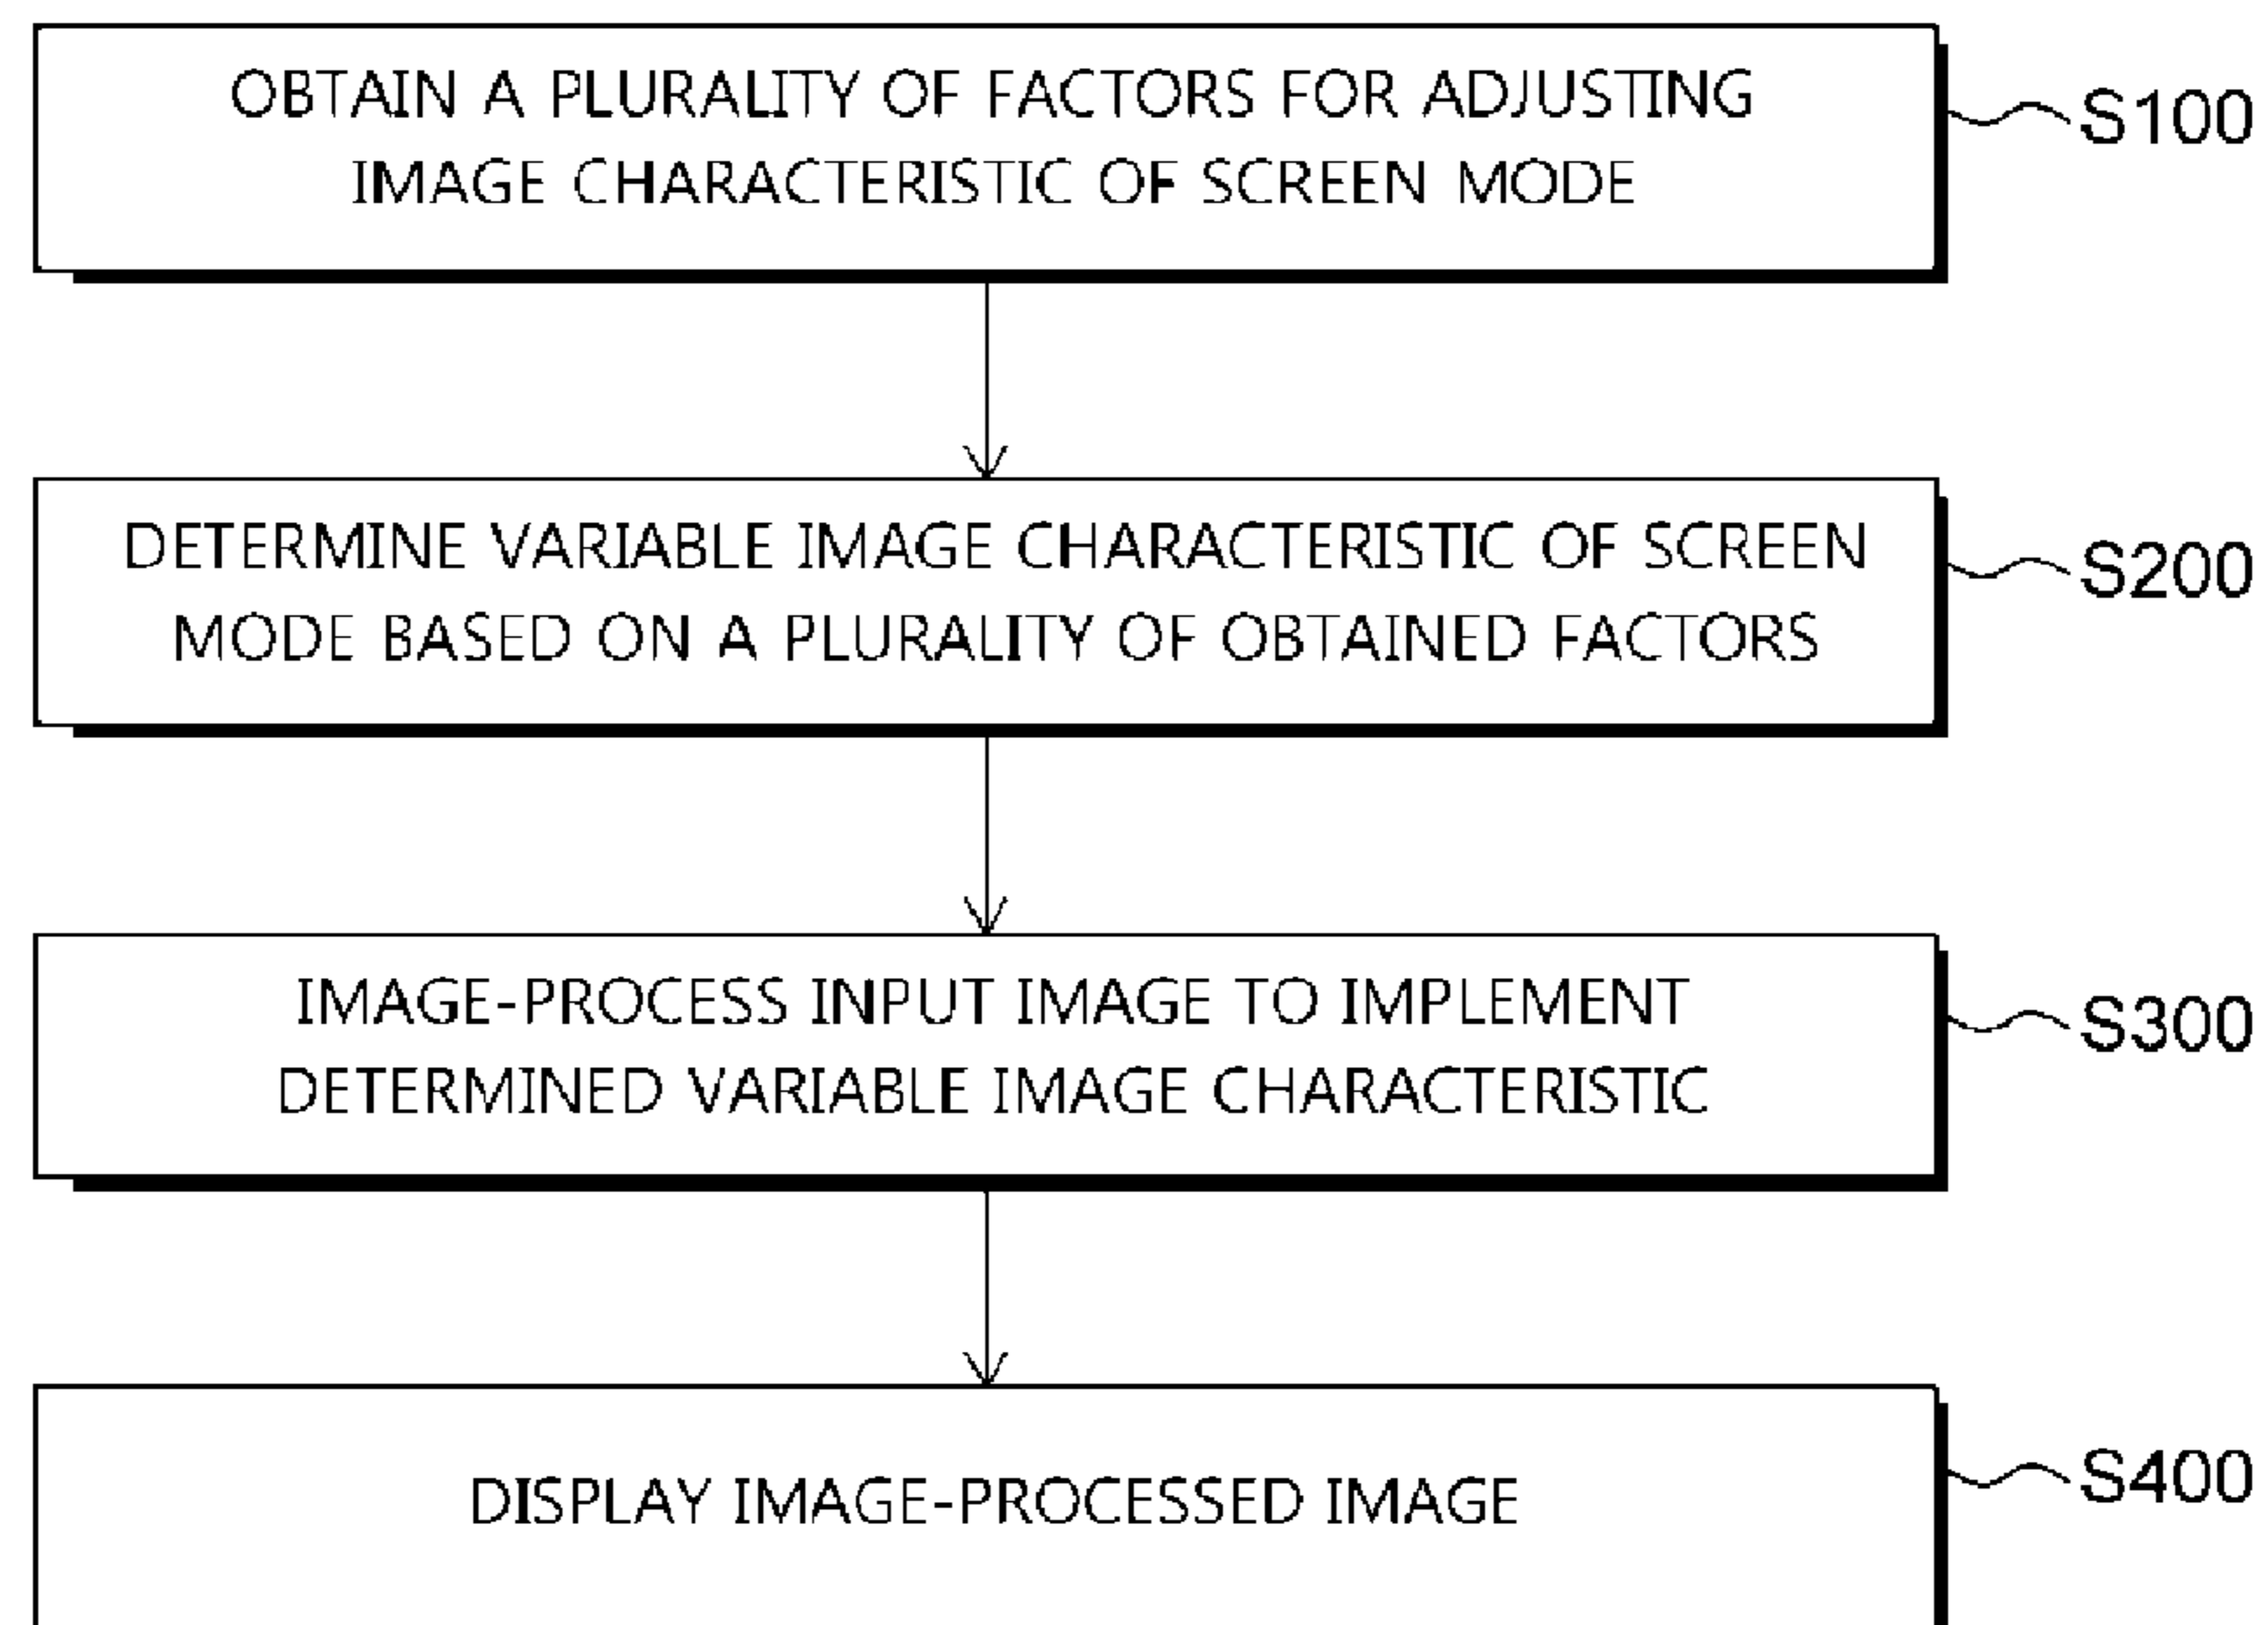 OBTAIN A PLURALITY OF FACTORS FOR ADJUSTING
IMAGE CHARACTERISTIC OF SCREEN MODE
S100
DETERMINE VARIABLE IMAGE CHARACTERISTIC OF SCREEN
MODE BASED ON A PLURALITY OF OBTAINED FACTORS
S200
IMAGE-PROCESS INPUT IMAGE TO IMPLEMENT
DETERMINED VARIABLE IMAGE CHARACTERISTIC
S300
DISPLAY IMAGE-PROCESSED IMAGE
S400